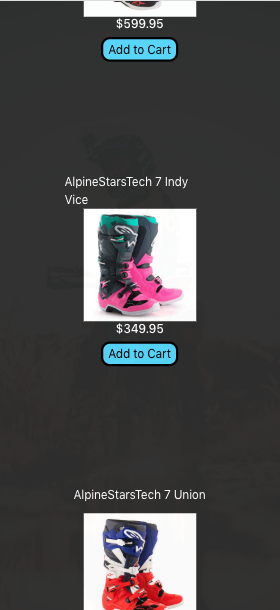 $599.95
Add to Cart
AlpineStarsTech 7 Indy
Vice
$349.95
Add to Cart
AlpineStarsTech 7 Union